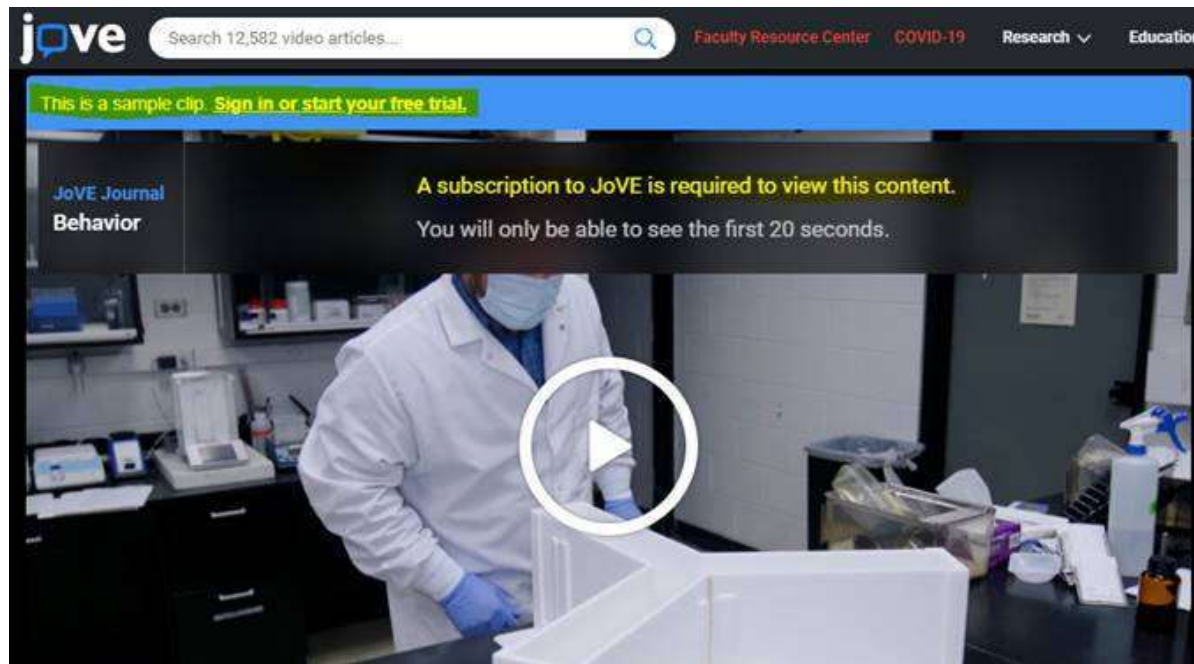 jove
Search 12,582 video articles...
Faculty Resource Center COVID-19 Research Education
This is a sample clip. Sign in or start your free trial.
JoVE Journal
Behavior
A subscription to JoVE is required to view this content.
You will only be able to see the first 20 seconds.